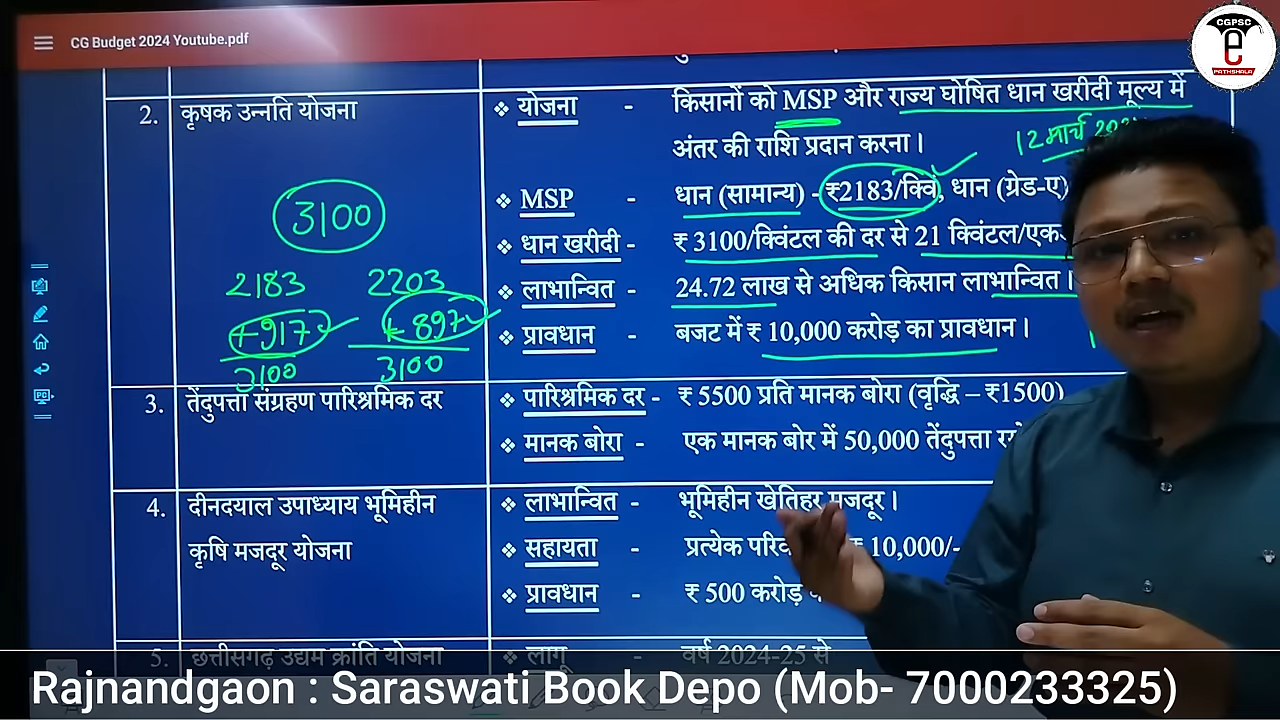 CGPSC
e
PATHSHALA
CG Budget 2024 Youtube.pdf
2. कृषक उन्नति योजना
❖ योजना - किसानों को MSP और राज्य घोषित धान खरीदी मूल्य में
अंतर की राशि प्रदान करना।
12 मार्च
❖ MSP - धान (सामान्य) - ₹2183/क्वि, धान (ग्रेड-ए)
❖ धान खरीदी - ₹ 3100/क्विंटल की दर से 21 क्विंटल/एक
❖ लाभान्वित - 24.72 लाख से अधिक किसान लाभान्वित।
❖ प्रावधान - बजट में ₹ 10,000 करोड़ का प्रावधान।
3100
2183 2203
+917 + 897
3100 3100
3. तेंदुपत्ता संग्रहण पारिश्रमिक दर
❖ पारिश्रमिक दर - ₹ 5500 प्रति मानक बोरा (वृद्धि – ₹1500)
❖ मानक बोरा - एक मानक बोर में 50,000 तेंदुपत्ता
4. दीनदयाल उपाध्याय भूमिहीन
कृषि मजदूर योजना
❖ लाभान्वित - भूमिहीन खेतिहर मजदूर।
❖ सहायता - प्रत्येक ₹ 10,000/-
❖ प्रावधान - ₹ 500 करोड़
5. छत्तीसगढ़ उद्यम क्रांति योजना
❖ लागू - वर्ष 2024-25 से
Rajnandgaon : Saraswati Book Depo (Mob- 7000233325)